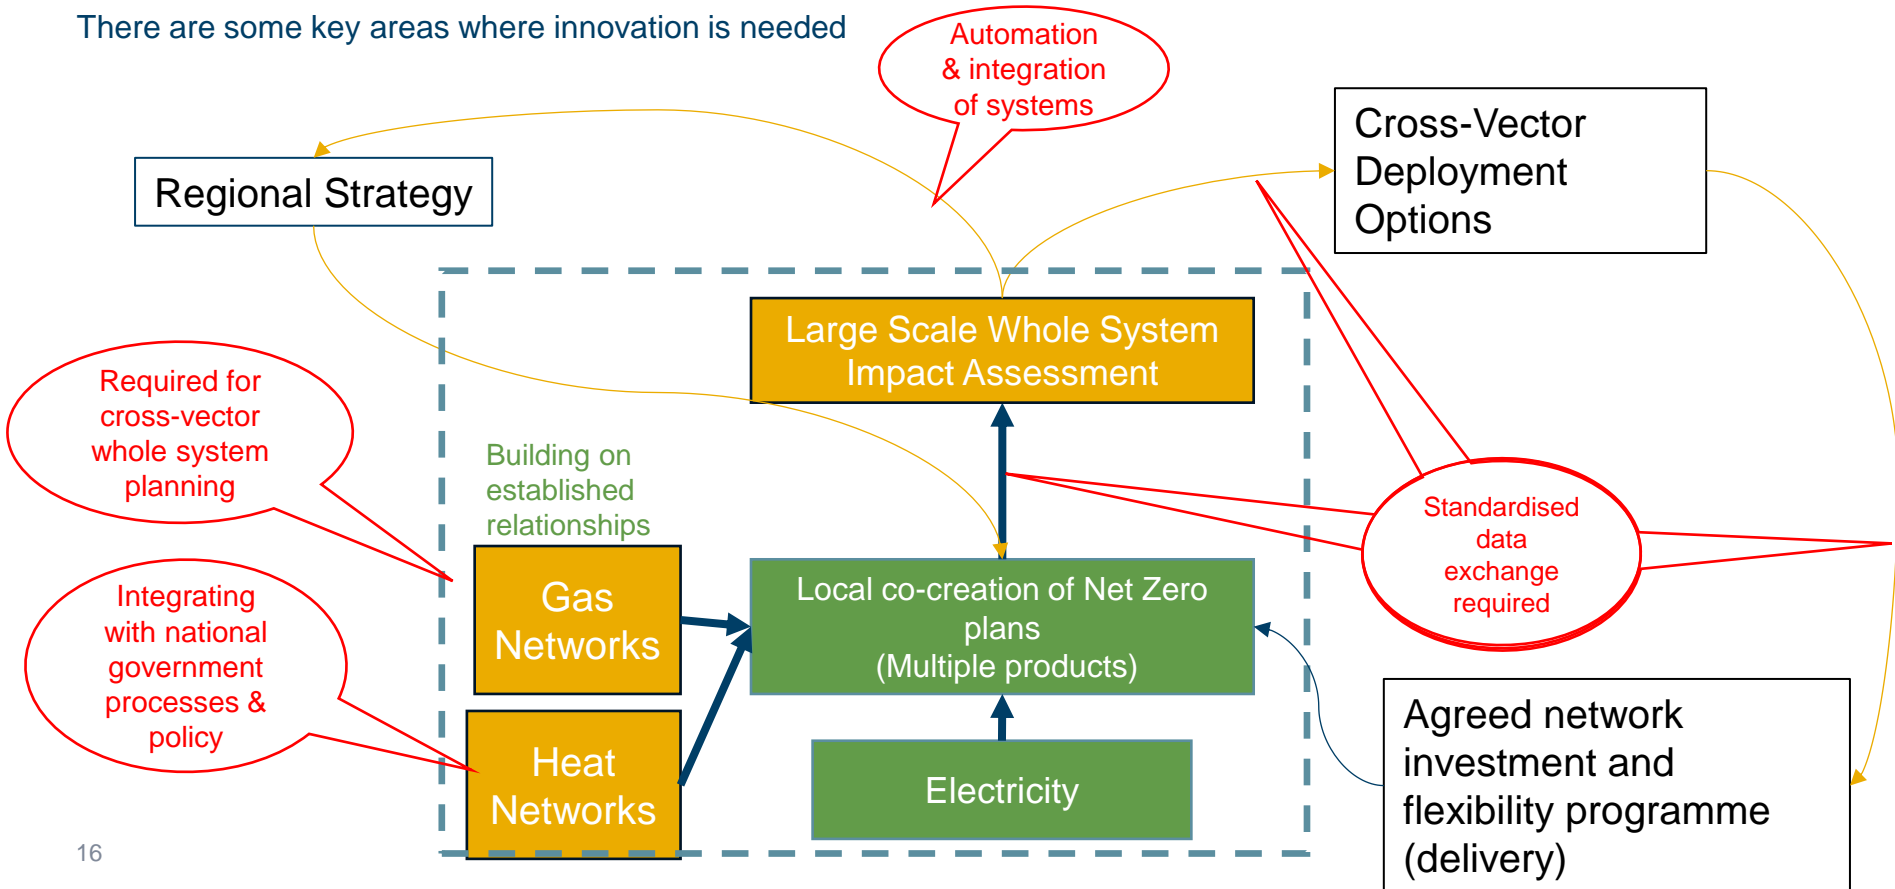 There are some key areas where innovation is needed
Automation
& integration
of systems
Cross-Vector
Deployment
Options
Regional Strategy
Large Scale Whole System
Impact Assessment
Required for
cross-vector
whole system
planning
Building on
established
relationships
Standardised
data
exchange
required
Gas
Networks
Local co-creation of Net Zero
plans
(Multiple products)
Integrating
with national
government
processes &
policy
Heat
Networks
Electricity
Agreed network
investment and
flexibility programme
(delivery)
16